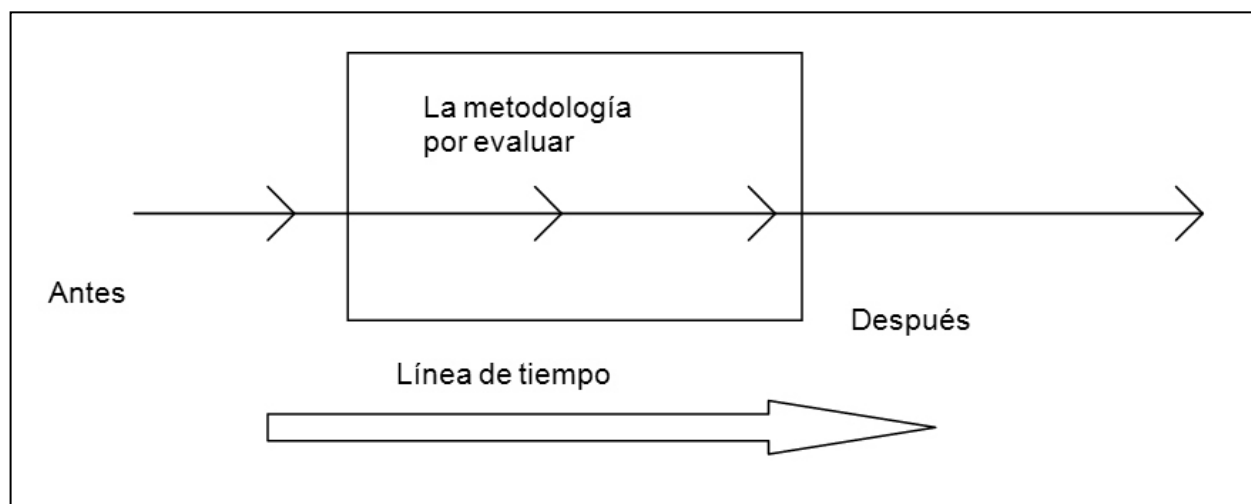 La metodología
por evaluar
Antes
Después
Línea de tiempo